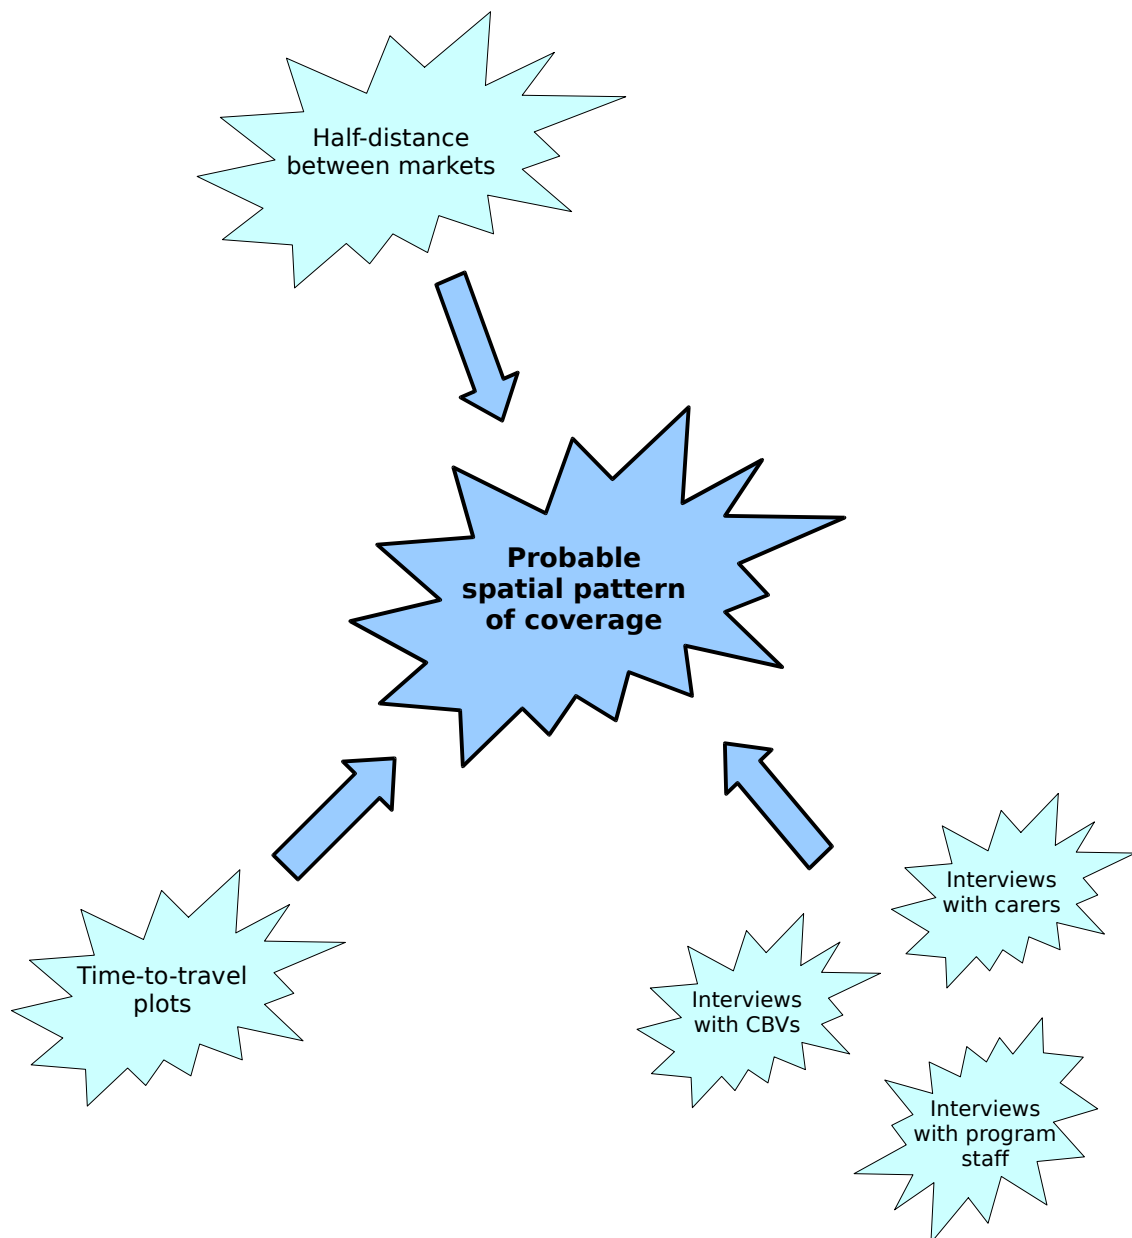 Half-distance
between markets
Probable
spatial pattern
of coverage
Time-to-travel
plots
Interviews
with carers
Interviews
with CBVs
Interviews
with program
staff